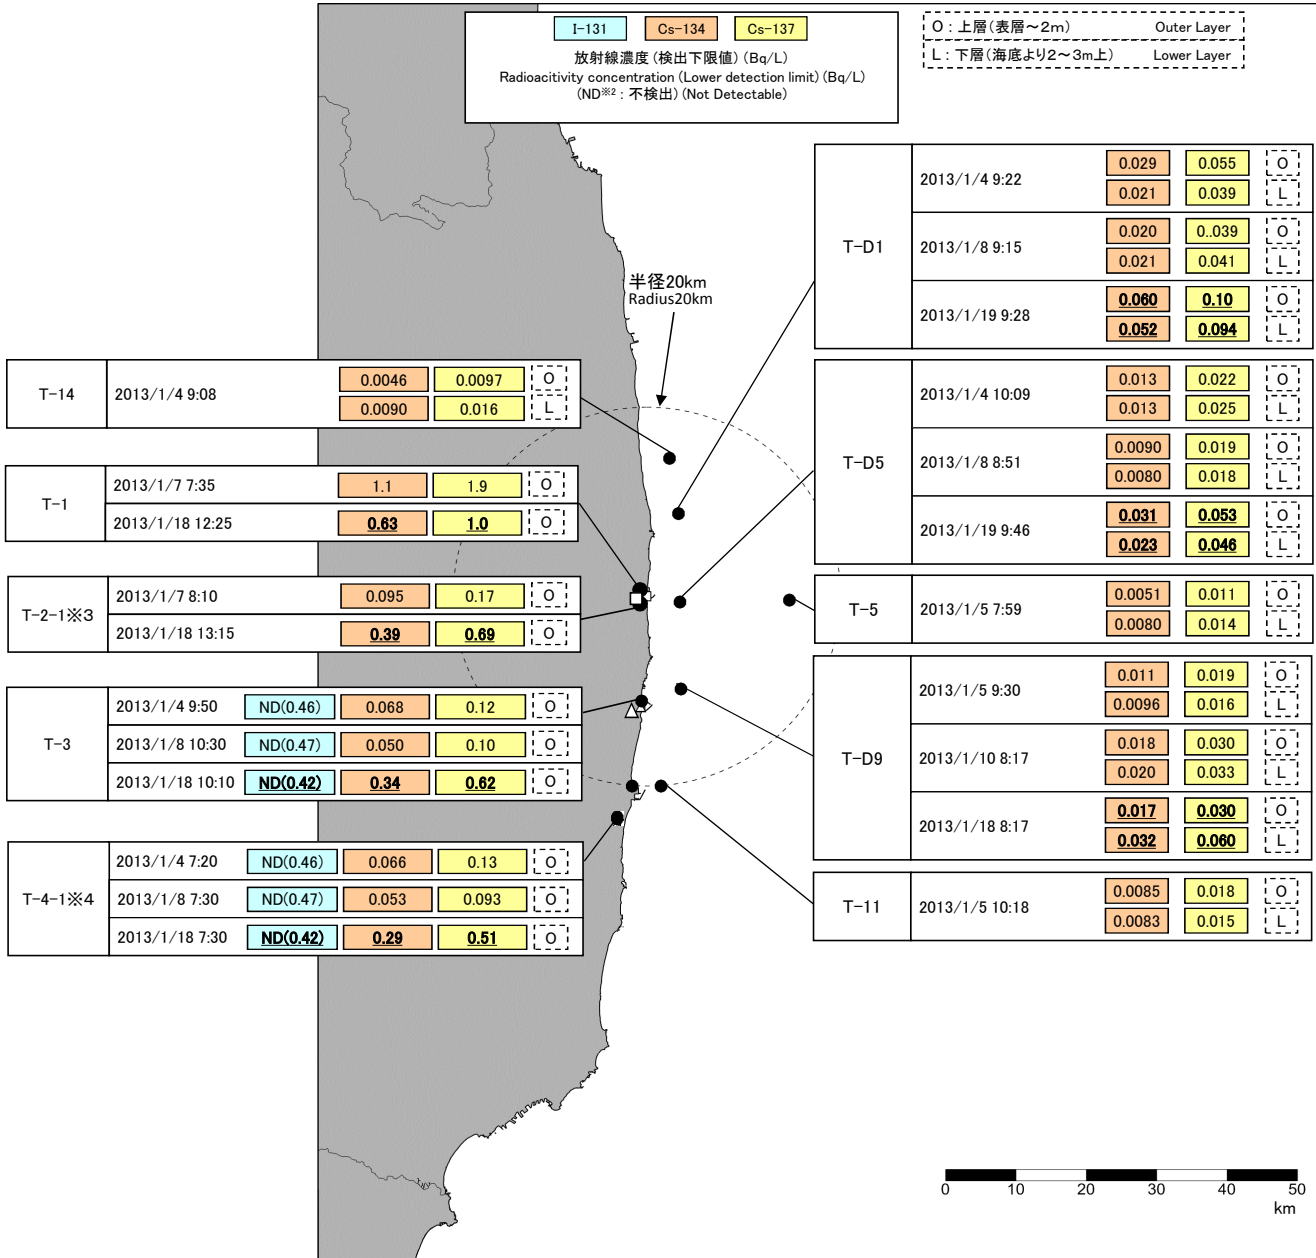 I-131 Cs-134 Cs-137
放射線濃度(検出下限値)(Bq/L)
Radioacitivity concentration (Lower detection limit) (Bq/L)
(ND※2:不検出)(Not Detectable)
O:上層(表層~2m) Outer Layer
L:下層(海底より2~3m上) Lower Layer
半径20km
Radius20km
T-14
2013/1/4 9:08 0.0046 0.0097 O
0.0090 0.016 L
T-1
2013/1/7 7:35 1.1 1.9 O
2013/1/18 12:25 0.63 1.0 O
T-2-1※3
2013/1/7 8:10 0.095 0.17 O
2013/1/18 13:15 0.39 0.69 O
T-3
2013/1/4 9:50 ND(0.46) 0.068 0.12 O
2013/1/8 10:30 ND(0.47) 0.050 0.10 O
2013/1/18 10:10 ND(0.42) 0.34 0.62 O
T-4-1※4
2013/1/4 7:20 ND(0.46) 0.066 0.13 O
2013/1/8 7:30 ND(0.47) 0.053 0.093 O
2013/1/18 7:30 ND(0.42) 0.29 0.51 O
T-D1
2013/1/4 9:22 0.029 0.055 O
0.021 0.039 L
2013/1/8 9:15 0.020 0..039 O
0.021 0.041 L
2013/1/19 9:28 0.060 0.10 O
0.052 0.094 L
T-D5
2013/1/4 10:09 0.013 0.022 O
0.013 0.025 L
2013/1/8 8:51 0.0090 0.019 O
0.0080 0.018 L
2013/1/19 9:46 0.031 0.053 O
0.023 0.046 L
T-5
2013/1/5 7:59 0.0051 0.011 O
0.0080 0.014 L
T-D9
2013/1/5 9:30 0.011 0.019 O
0.0096 0.016 L
2013/1/10 8:17 0.018 0.030 O
0.020 0.033 L
2013/1/18 8:17 0.017 0.030 O
0.032 0.060 L
T-11
2013/1/5 10:18 0.0085 0.018 O
0.0083 0.015 L
0 10 20 30 40 50
km